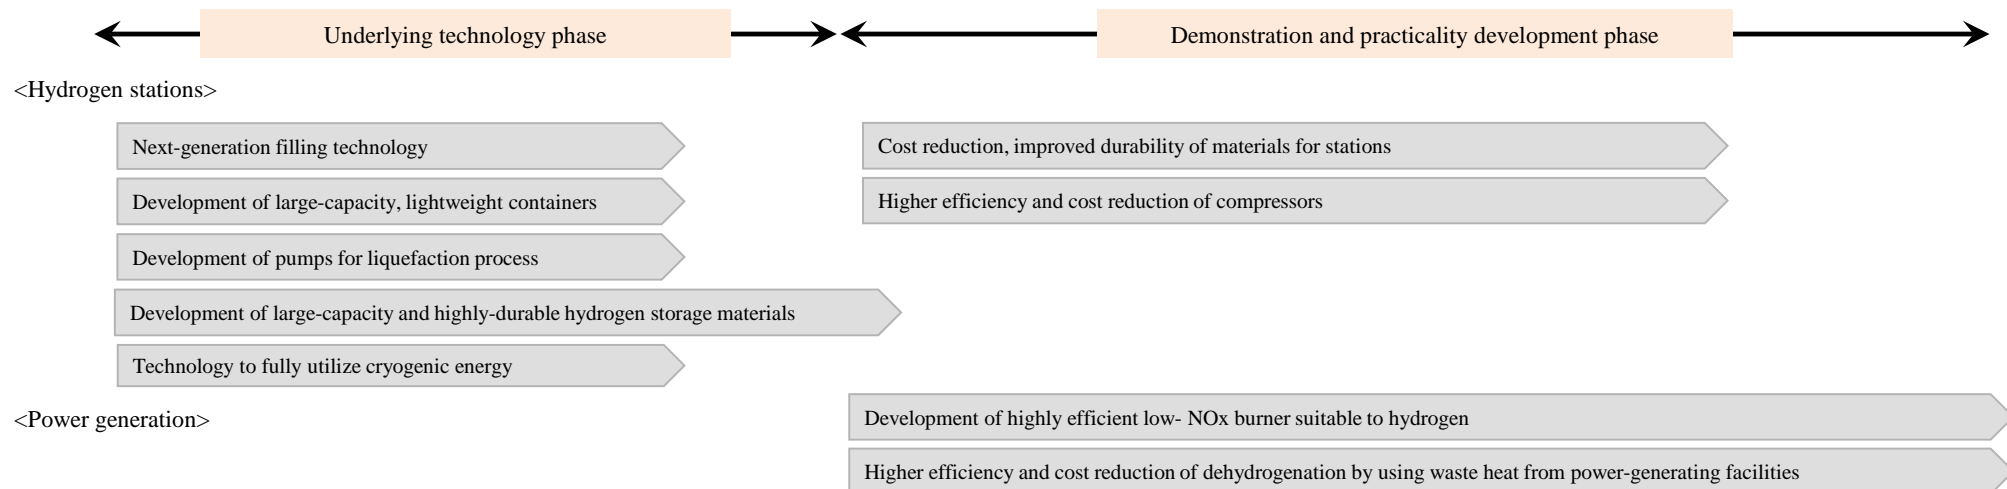 Underlying technology phase
Demonstration and practicality development phase
<Hydrogen stations>
Next-generation filling technology
Cost reduction, improved durability of materials for stations
Development of large-capacity, lightweight containers
Higher efficiency and cost reduction of compressors
Development of pumps for liquefaction process
Development of large-capacity and highly-durable hydrogen storage materials
Technology to fully utilize cryogenic energy
<Power generation>
Development of highly efficient low- NOx burner suitable to hydrogen
Higher efficiency and cost reduction of dehydrogenation by using waste heat from power-generating facilities